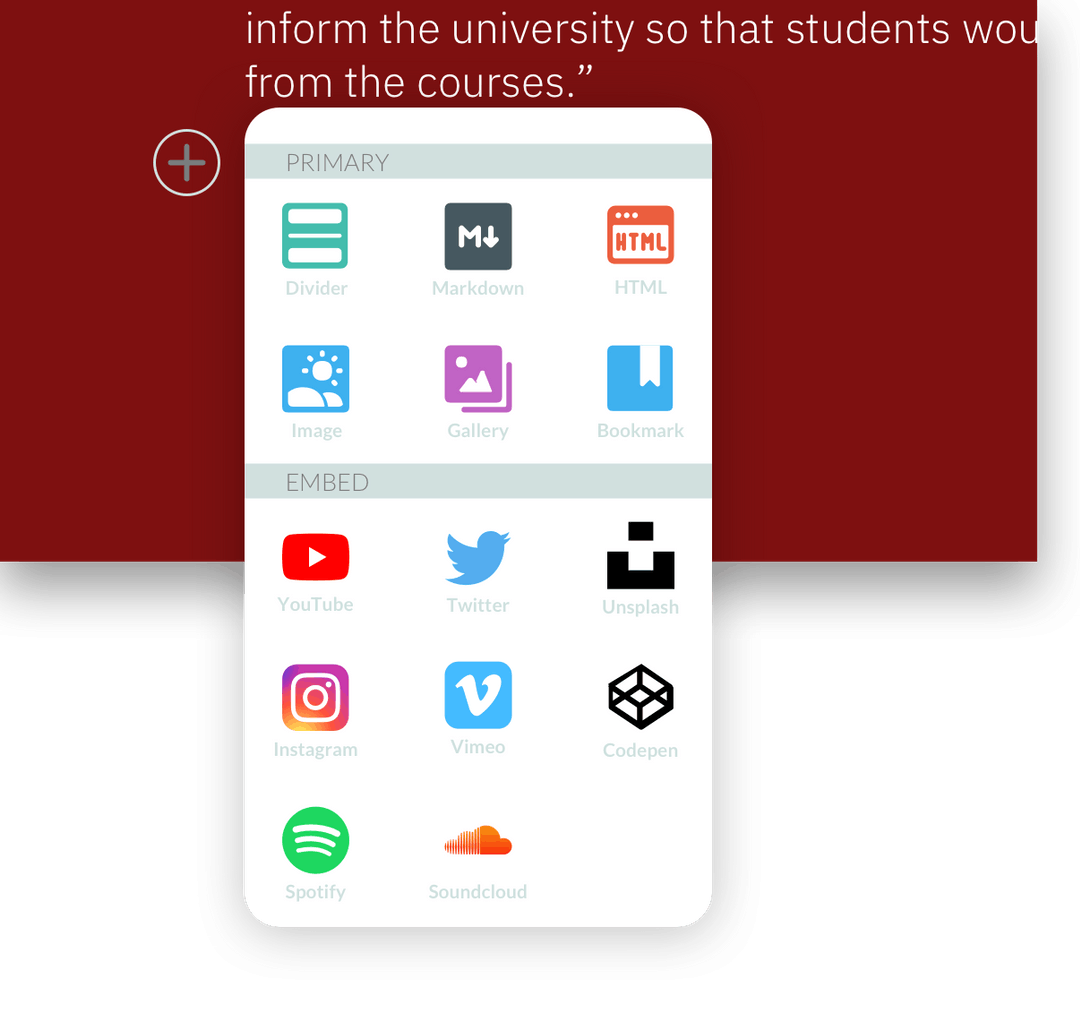 inform the university so that students wou
from the courses.”
PRIMARY
M
HTML
Divider Markdown HTML
Image Gallery Bookmark
EMBED
YouTube Twitter Unsplash
Instagram Vimeo Codepen
Spotify Soundcloud